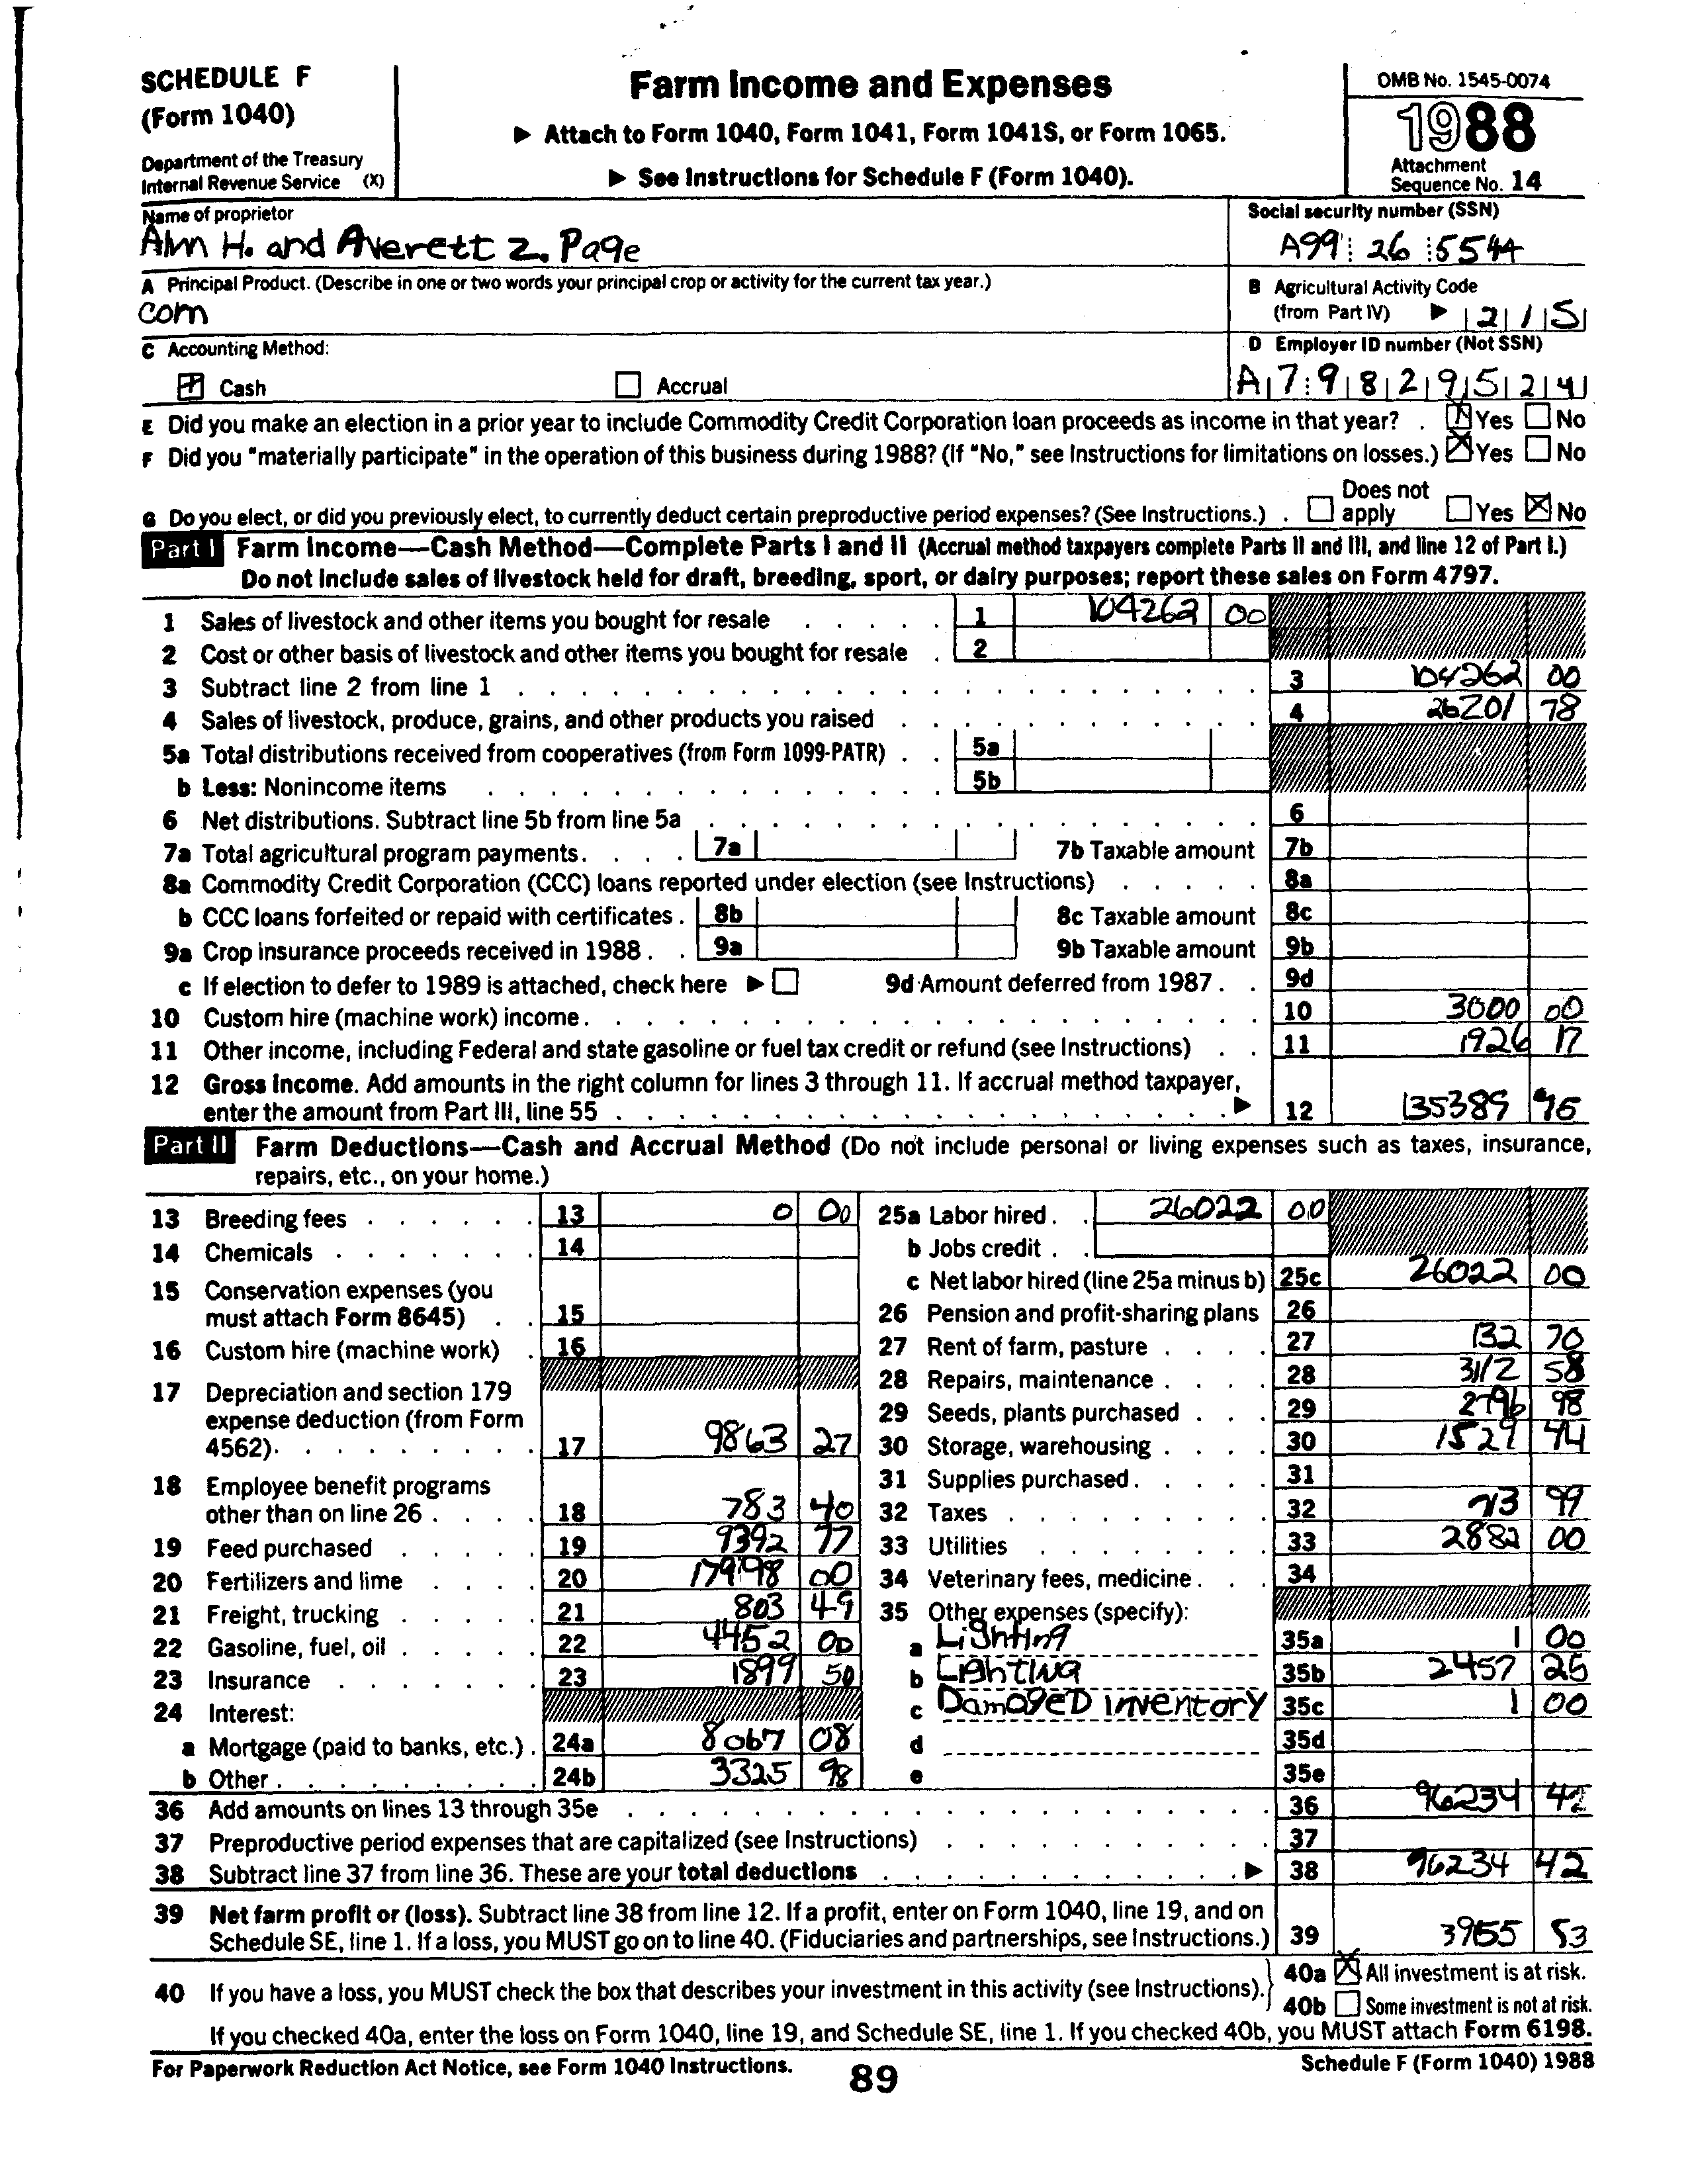 SCHEDULE F
(Form 1040)
Department of the Treasury
Internal Revenue Service (X)
Farm Income and Expenses
▶ Attach to Form 1040, Form 1041, Form 1041S, or Form 1065.
▶ See Instructions for Schedule F (Form 1040).
OMB No. 1545-0074
1988
Attachment
Sequence No. 14
Name of proprietor
Alm H. and Averett Z. Page
Social security number (SSN)
A99 26 5544
A Principal Product. (Describe in one or two words your principal crop or activity for the current tax year.)
corn
B Agricultural Activity Code
(from Part IV) ▶ 2 1 5
C Accounting Method:
Cash Accrual
D Employer ID number (Not SSN)
A 7 9 8 2 9 5 2 4
E Did you make an election in a prior year to include Commodity Credit Corporation loan proceeds as income in that year? . Yes No
F Did you "materially participate" in the operation of this business during 1988? (If "No," see Instructions for limitations on losses.) Yes No
G Do you elect, or did you previously elect, to currently deduct certain preproductive period expenses? (See Instructions.) . Does not apply Yes No
Part I Farm Income—Cash Method—Complete Parts I and II (Accrual method taxpayers complete Parts II and III, and line 12 of Part I.)
Do not include sales of livestock held for draft, breeding, sport, or dairy purposes; report these sales on Form 4797.
1 Sales of livestock and other items you bought for resale 1 104262 00
2 Cost or other basis of livestock and other items you bought for resale 2
3 Subtract line 2 from line 1 3 104262 00
4 Sales of livestock, produce, grains, and other products you raised 4 26201 78
5a Total distributions received from cooperatives (from Form 1099-PATR) 5a
b Less: Nonincome items 5b
6 Net distributions. Subtract line 5b from line 5a 6
7a Total agricultural program payments. 7a 7b Taxable amount 7b
8a Commodity Credit Corporation (CCC) loans reported under election (see Instructions) 8a
b CCC loans forfeited or repaid with certificates. 8b 8c Taxable amount 8c
9a Crop insurance proceeds received in 1988. 9a 9b Taxable amount 9b
c If election to defer to 1989 is attached, check here ▶ 9d Amount deferred from 1987. 9d
10 Custom hire (machine work) income. 10 3000 00
11 Other income, including Federal and state gasoline or fuel tax credit or refund (see Instructions) 11 1926 17
12 Gross income. Add amounts in the right column for lines 3 through 11. If accrual method taxpayer,
enter the amount from Part III, line 55 ▶ 12 135389 95
Part II Farm Deductions—Cash and Accrual Method (Do not include personal or living expenses such as taxes, insurance,
repairs, etc., on your home.)
13 Breeding fees 13 0 00
14 Chemicals 14
15 Conservation expenses (you
must attach Form 8645) 15
16 Custom hire (machine work) 16
17 Depreciation and section 179
expense deduction (from Form
4562). 17 9863 27
18 Employee benefit programs
other than on line 26 18 783 40
19 Feed purchased 19 9392 77
20 Fertilizers and lime 20 17998 00
21 Freight, trucking 21 803 49
22 Gasoline, fuel, oil 22 4452 00
23 Insurance 23 1899 50
24 Interest:
a Mortgage (paid to banks, etc.) 24a 8067 08
b Other 24b 3325 98
25a Labor hired. 26022 00
b Jobs credit
c Net labor hired (line 25a minus b) 25c 26022 00
26 Pension and profit-sharing plans 26
27 Rent of farm, pasture 27 132 70
28 Repairs, maintenance 28 3112 58
29 Seeds, plants purchased 29 2796 98
30 Storage, warehousing 30 1529 44
31 Supplies purchased. 31
32 Taxes 32 713 99
33 Utilities 33 2882 00
34 Veterinary fees, medicine. 34
35 Other expenses (specify):
a Lighting 35a 1 00
b Lighting 35b 2457 25
c Damaged inventory 35c 1 00
d 35d
e 35e
36 Add amounts on lines 13 through 35e 36 96234 42
37 Preproductive period expenses that are capitalized (see Instructions) 37
38 Subtract line 37 from line 36. These are your total deductions ▶ 38 96234 42
39 Net farm profit or (loss). Subtract line 38 from line 12. If a profit, enter on Form 1040, line 19, and on
Schedule SE, line 1. If a loss, you MUST go on to line 40. (Fiduciaries and partnerships, see Instructions.) 39 39155 53
40 If you have a loss, you MUST check the box that describes your investment in this activity (see Instructions).
40a All investment is at risk.
40b Some investment is not at risk.
If you checked 40a, enter the loss on Form 1040, line 19, and Schedule SE, line 1. If you checked 40b, you MUST attach Form 6198.
For Paperwork Reduction Act Notice, see Form 1040 Instructions.
89
Schedule F (Form 1040) 1988